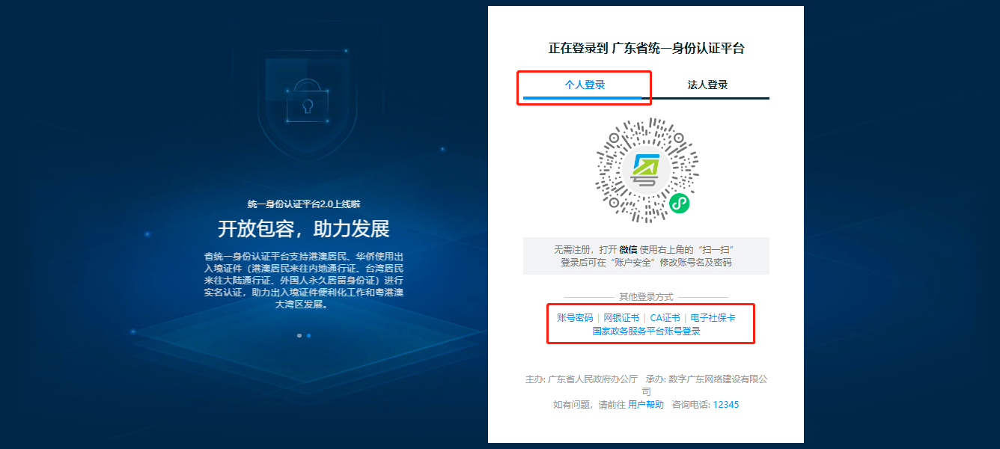 统一身份认证平台2.0上线啦
开放包容，助力发展
省统一身份认证平台支持港澳居民、华侨使用出
入境证件（港澳居民来往内地通行证、台湾居民
来往大陆通行证、外国人永久居留身份证）进行
实名认证，助力出入境证件便利化工作和粤港澳
大湾区发展。
正在登录到 广东省统一身份认证平台
个人登录 法人登录
无需注册，打开 微信 使用右上角的“扫一扫”
登录后可在“账户安全”修改账号名及密码
其他登录方式
账号密码 | 网银证书 | CA证书 | 电子社保卡
国家政务服务平台账号登录
主办: 广东省人民政府办公厅 承办: 数字广东网络建设有限公
司
如有问题，请前往 用户帮助 咨询电话: 12345